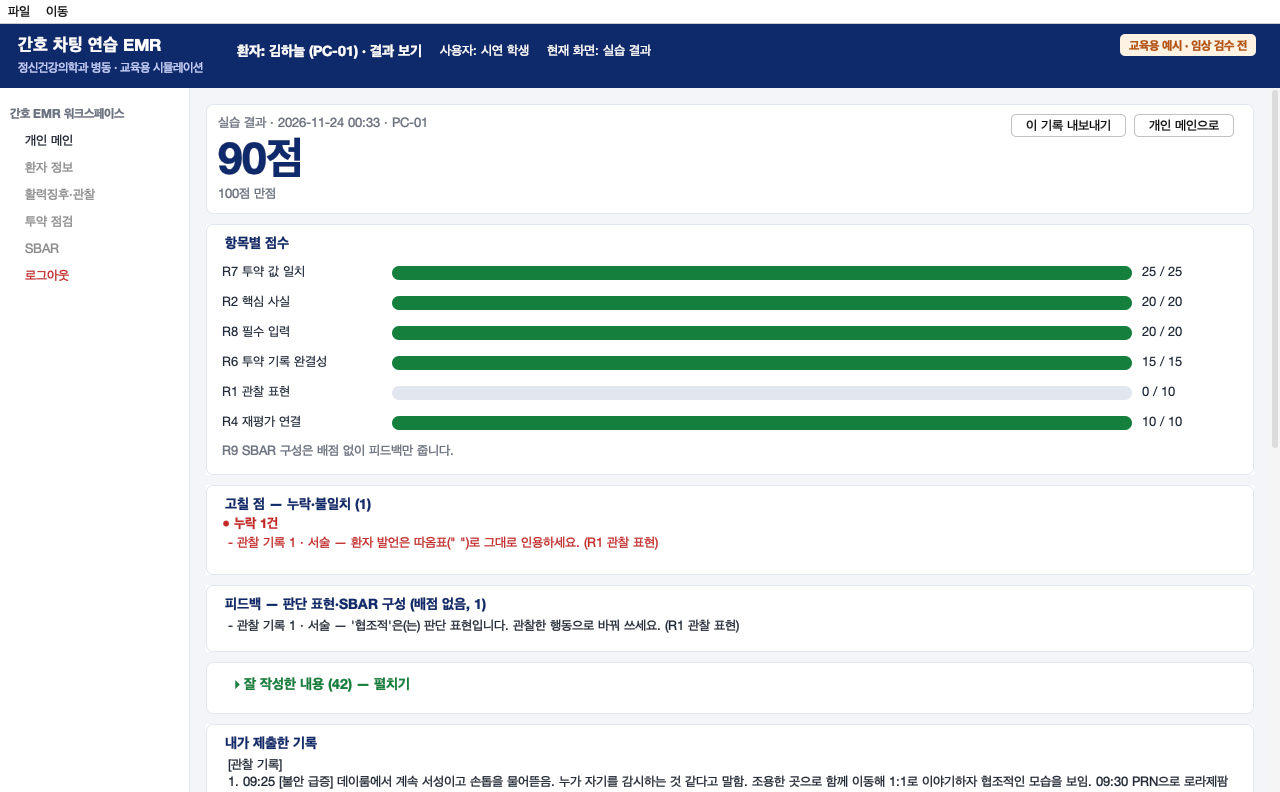 파일 이동
간호 차팅 연습 EMR
정신건강의학과 병동 · 교육용 시뮬레이션
환자: 김하늘 (PC-01) · 결과 보기 사용자: 시연 학생 현재 화면: 실습 결과
교육용 예시 · 임상 검수 전
간호 EMR 워크스페이스
개인 메인
환자 정보
활력징후·관찰
투약 점검
SBAR
로그아웃
실습 결과 · 2026-11-24 00:33 · PC-01
이 기록 내보내기
개인 메인으로
90점
100점 만점
항목별 점수
R7 투약 값 일치 25 / 25
R2 핵심 사실 20 / 20
R8 필수 입력 20 / 20
R6 투약 기록 완결성 15 / 15
R1 관찰 표현 0 / 10
R4 재평가 연결 10 / 10
R9 SBAR 구성은 배점 없이 피드백만 줍니다.
고칠 점 — 누락·불일치 (1)
● 누락 1건
- 관찰 기록 1 · 서술 — 환자 발언은 따옴표(" ")로 그대로 인용하세요. (R1 관찰 표현)
피드백 — 판단 표현·SBAR 구성 (배점 없음, 1)
- 관찰 기록 1 · 서술 — '협조적'은(는) 판단 표현입니다. 관찰한 행동으로 바꿔 쓰세요. (R1 관찰 표현)
잘 작성한 내용 (42) — 펼치기
내가 제출한 기록
[관찰 기록]
1. 09:25 [불안 급증] 데이룸에서 계속 서성이고 손톱을 물어뜯음. 누가 자기를 감시하는 것 같다고 말함. 조용한 곳으로 함께 이동해 1:1로 이야기하자 협조적인 모습을 보임. 09:30 PRN으로 로라제팜